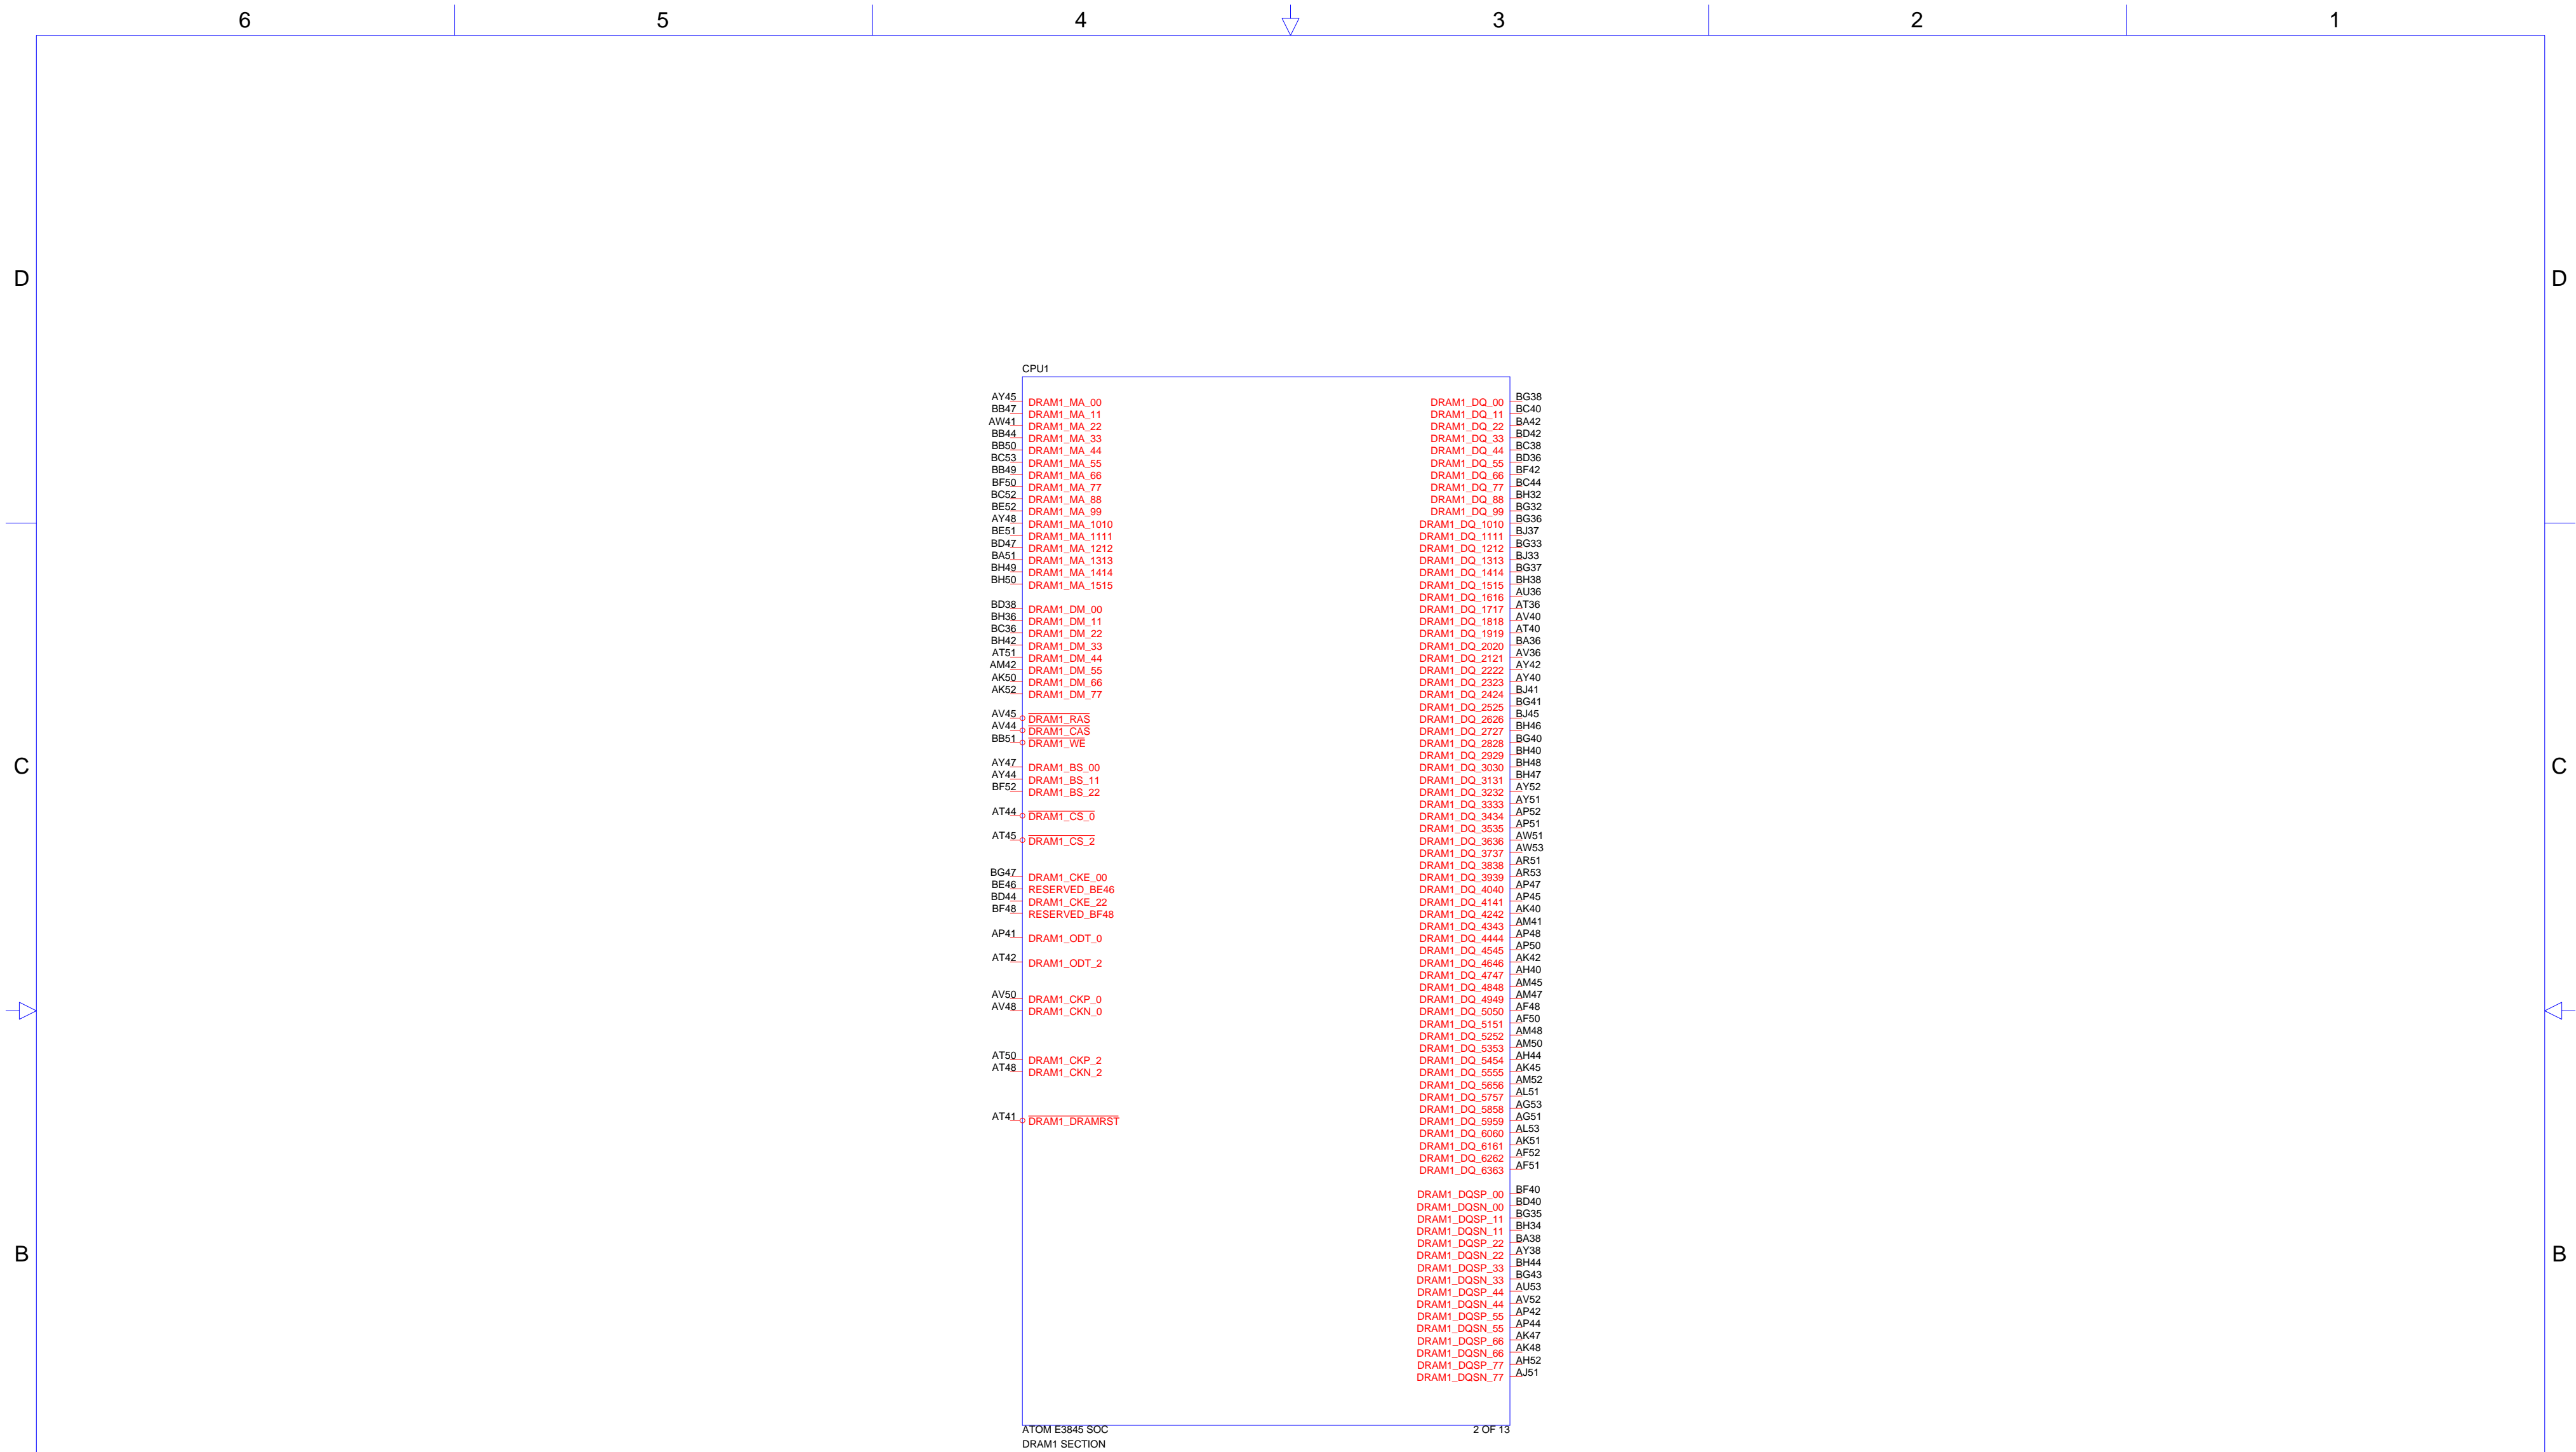 6 5 4 3 2 1
D D
CPU1
AY45 DRAM1_MA_00 DRAM1_DQ_00 BG38
BB47 DRAM1_MA_11 DRAM1_DQ_11 BC40
AW41 DRAM1_MA_22 DRAM1_DQ_22 BA42
BB44 DRAM1_MA_33 DRAM1_DQ_33 BD42
BB50 DRAM1_MA_44 DRAM1_DQ_44 BC38
BC53 DRAM1_MA_55 DRAM1_DQ_55 BD36
BB49 DRAM1_MA_66 DRAM1_DQ_66 BF42
BF50 DRAM1_MA_77 DRAM1_DQ_77 BC44
BC52 DRAM1_MA_88 DRAM1_DQ_88 BH32
BE52 DRAM1_MA_99 DRAM1_DQ_99 BG32
AY48 DRAM1_MA_1010 DRAM1_DQ_1010 BG36
BE51 DRAM1_MA_1111 DRAM1_DQ_1111 BJ37
BD47 DRAM1_MA_1212 DRAM1_DQ_1212 BG33
BA51 DRAM1_MA_1313 DRAM1_DQ_1313 BJ33
BH49 DRAM1_MA_1414 DRAM1_DQ_1414 BG37
BH50 DRAM1_MA_1515 DRAM1_DQ_1515 BH38
DRAM1_DQ_1616 AU36
BD38 DRAM1_DM_00 DRAM1_DQ_1717 AT36
BH36 DRAM1_DM_11 DRAM1_DQ_1818 AV40
BC36 DRAM1_DM_22 DRAM1_DQ_1919 AT40
BH42 DRAM1_DM_33 DRAM1_DQ_2020 BA36
AT51 DRAM1_DM_44 DRAM1_DQ_2121 AV36
AM42 DRAM1_DM_55 DRAM1_DQ_2222 AY42
AK50 DRAM1_DM_66 DRAM1_DQ_2323 AY40
AK52 DRAM1_DM_77 DRAM1_DQ_2424 BJ41
DRAM1_DQ_2525 BG41
AV45 DRAM1_RAS DRAM1_DQ_2626 BJ45
AV44 DRAM1_CAS DRAM1_DQ_2727 BH46
BB51 DRAM1_WE DRAM1_DQ_2828 BG40
DRAM1_DQ_2929 BH40
AY47 DRAM1_BS_00 DRAM1_DQ_3030 BH48
AY44 DRAM1_BS_11 DRAM1_DQ_3131 BH47
BF52 DRAM1_BS_22 DRAM1_DQ_3232 AY52
C C
DRAM1_DQ_3333 AY51
AT44 DRAM1_CS_0 DRAM1_DQ_3434 AP52
DRAM1_DQ_3535 AP51
AT45 DRAM1_CS_2 DRAM1_DQ_3636 AW51
DRAM1_DQ_3737 AW53
DRAM1_DQ_3838 AR51
BG47 DRAM1_CKE_00 DRAM1_DQ_3939 AR53
BE46 RESERVED_BE46 DRAM1_DQ_4040 AP47
BD44 DRAM1_CKE_22 DRAM1_DQ_4141 AP45
BF48 RESERVED_BF48 DRAM1_DQ_4242 AK40
DRAM1_DQ_4343 AM41
AP41 DRAM1_ODT_0 DRAM1_DQ_4444 AP48
DRAM1_DQ_4545 AP50
AT42 DRAM1_ODT_2 DRAM1_DQ_4646 AK42
DRAM1_DQ_4747 AH40
DRAM1_DQ_4848 AM45
AV50 DRAM1_CKP_0 DRAM1_DQ_4949 AM47
AV48 DRAM1_CKN_0 DRAM1_DQ_5050 AF48
DRAM1_DQ_5151 AF50
DRAM1_DQ_5252 AM48
DRAM1_DQ_5353 AM50
AT50 DRAM1_CKP_2 DRAM1_DQ_5454 AH44
AT48 DRAM1_CKN_2 DRAM1_DQ_5555 AK45
DRAM1_DQ_5656 AM52
DRAM1_DQ_5757 AL51
DRAM1_DQ_5858 AG53
AT41 DRAM1_DRAMRST DRAM1_DQ_5959 AG51
DRAM1_DQ_6060 AL53
DRAM1_DQ_6161 AK51
DRAM1_DQ_6262 AF52
DRAM1_DQ_6363 AF51
DRAM1_DQSP_00 BF40
DRAM1_DQSN_00 BD40
DRAM1_DQSP_11 BG35
DRAM1_DQSN_11 BH34
DRAM1_DQSP_22 BA38
B B
DRAM1_DQSN_22 AY38
DRAM1_DQSP_33 BH44
DRAM1_DQSN_33 BG43
DRAM1_DQSP_44 AU53
DRAM1_DQSN_44 AV52
DRAM1_DQSP_55 AP42
DRAM1_DQSN_55 AP44
DRAM1_DQSP_66 AK47
DRAM1_DQSN_66 AK48
DRAM1_DQSP_77 AH52
DRAM1_DQSN_77 AJ51
ATOM E3845 SOC 2 OF 13
DRAM1 SECTION